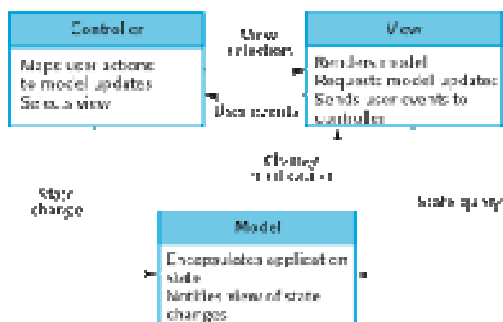 Controller
Maps user actions
to model updates
Selects view
View
selection
User events
View
Renders model
Requests model updates
Sends user events to
controller
Change
notification
State
change
State query
Model
Encapsulates application
state
Notifies view of state
changes